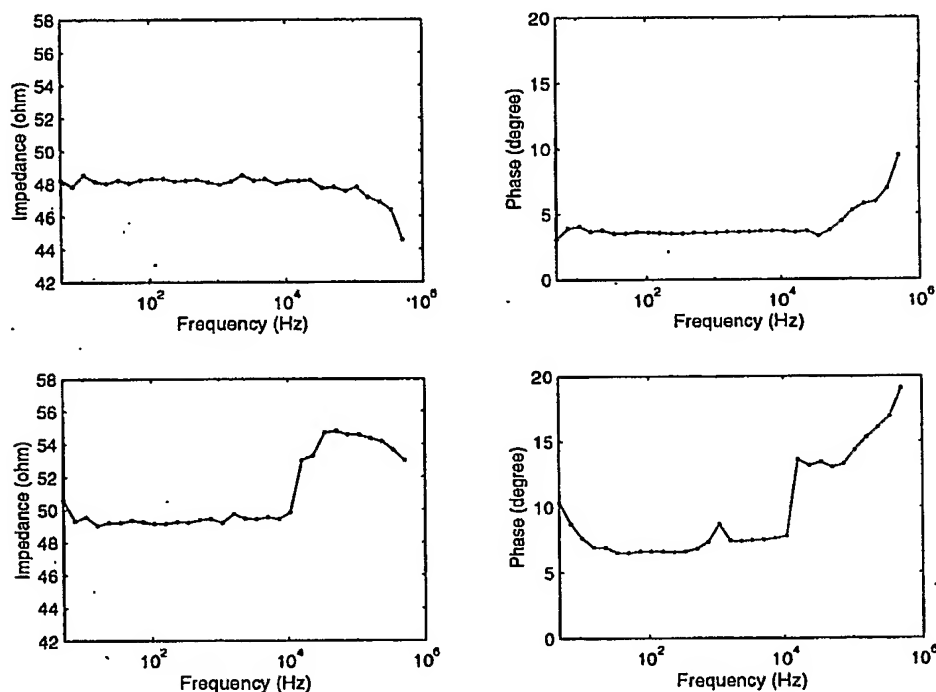 58
56
54
52
50
48
46
44
42
Impedance (ohm)
10² 10⁴ 10⁶
Frequency (Hz)
20
15
10
5
0
Phase (degree)
10² 10⁴ 10⁶
Frequency (Hz)
58
56
54
52
50
48
46
44
42
Impedance (ohm)
10² 10⁴ 10⁶
Frequency (Hz)
20
15
10
5
0
Phase (degree)
10² 10⁴ 10⁶
Frequency (Hz)